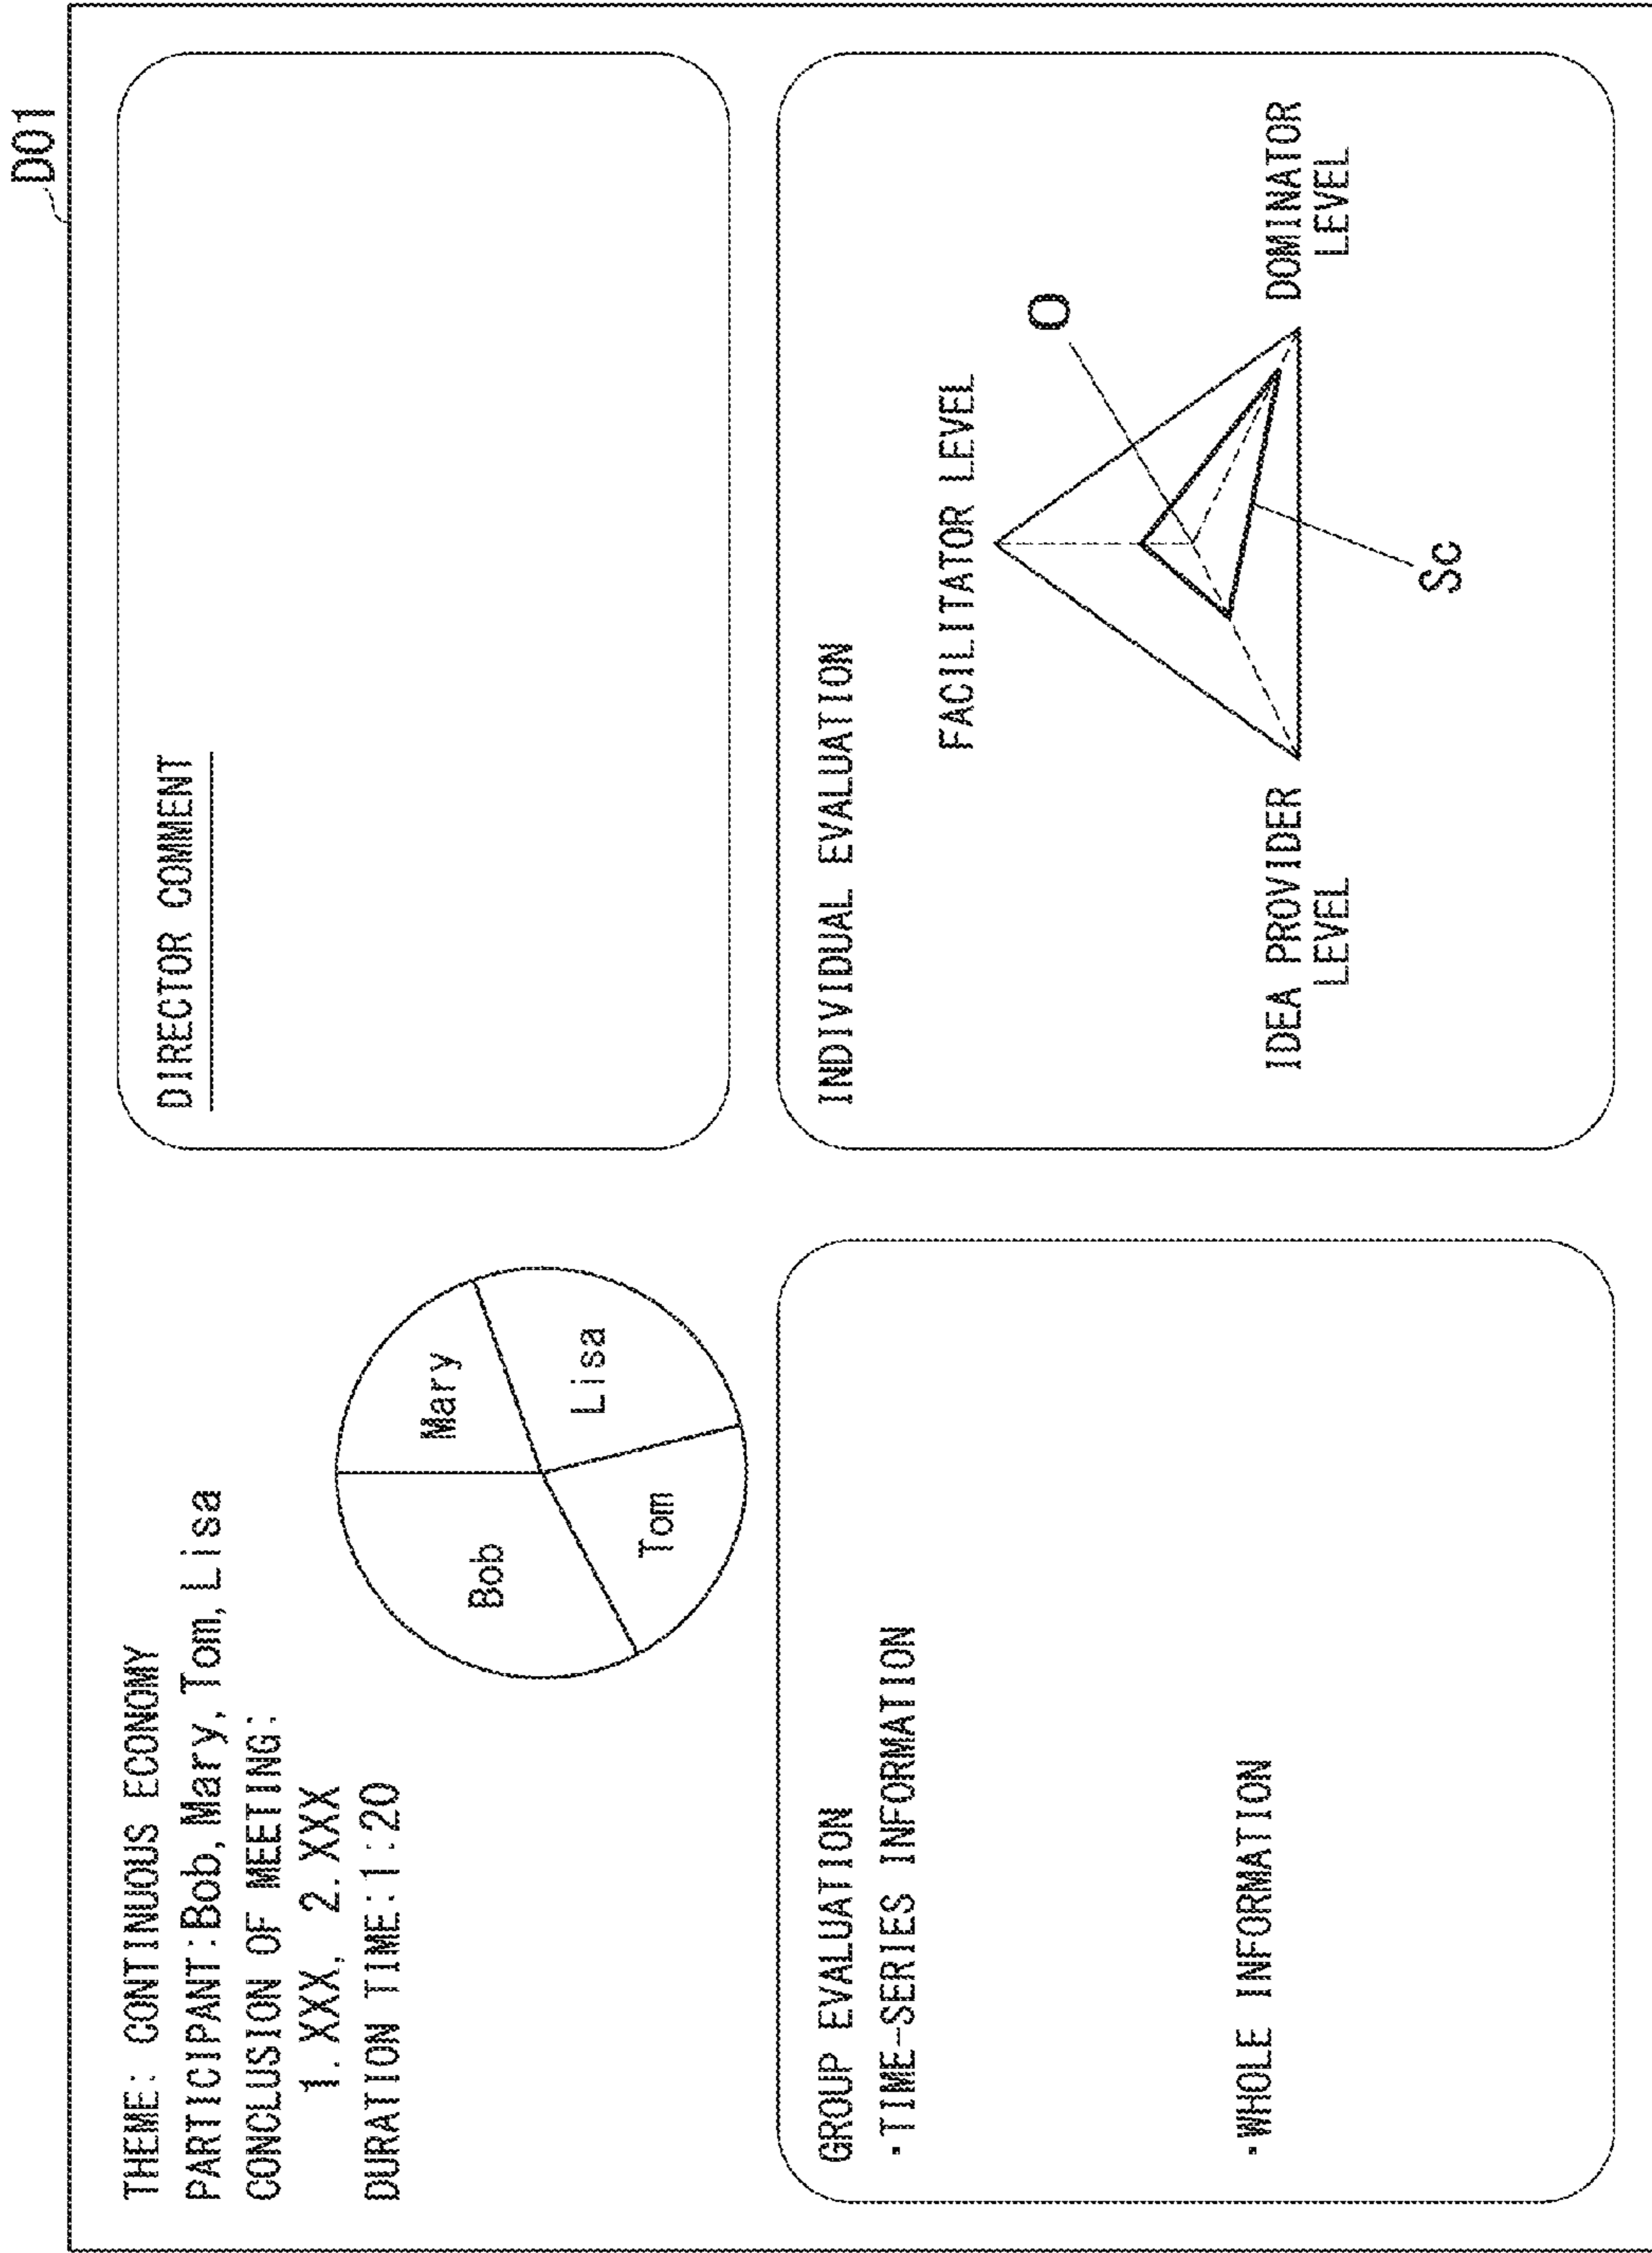 D01
THEME: CONTINUOUS ECONOMY
PARTICIPANT:Bob,Mary,Tom,Lisa
CONCLUSION OF MEETING:
1.XXX, 2.XXX
DURATION TIME:1:20
Bob
Mary
Tom
Lisa
DIRECTOR COMMENT
GROUP EVALUATION
・TIME-SERIES INFORMATION
・WHOLE INFORMATION
INDIVIDUAL EVALUATION
FACILITATOR LEVEL
O
IDEA PROVIDER
LEVEL
DOMINATOR
LEVEL
Sc